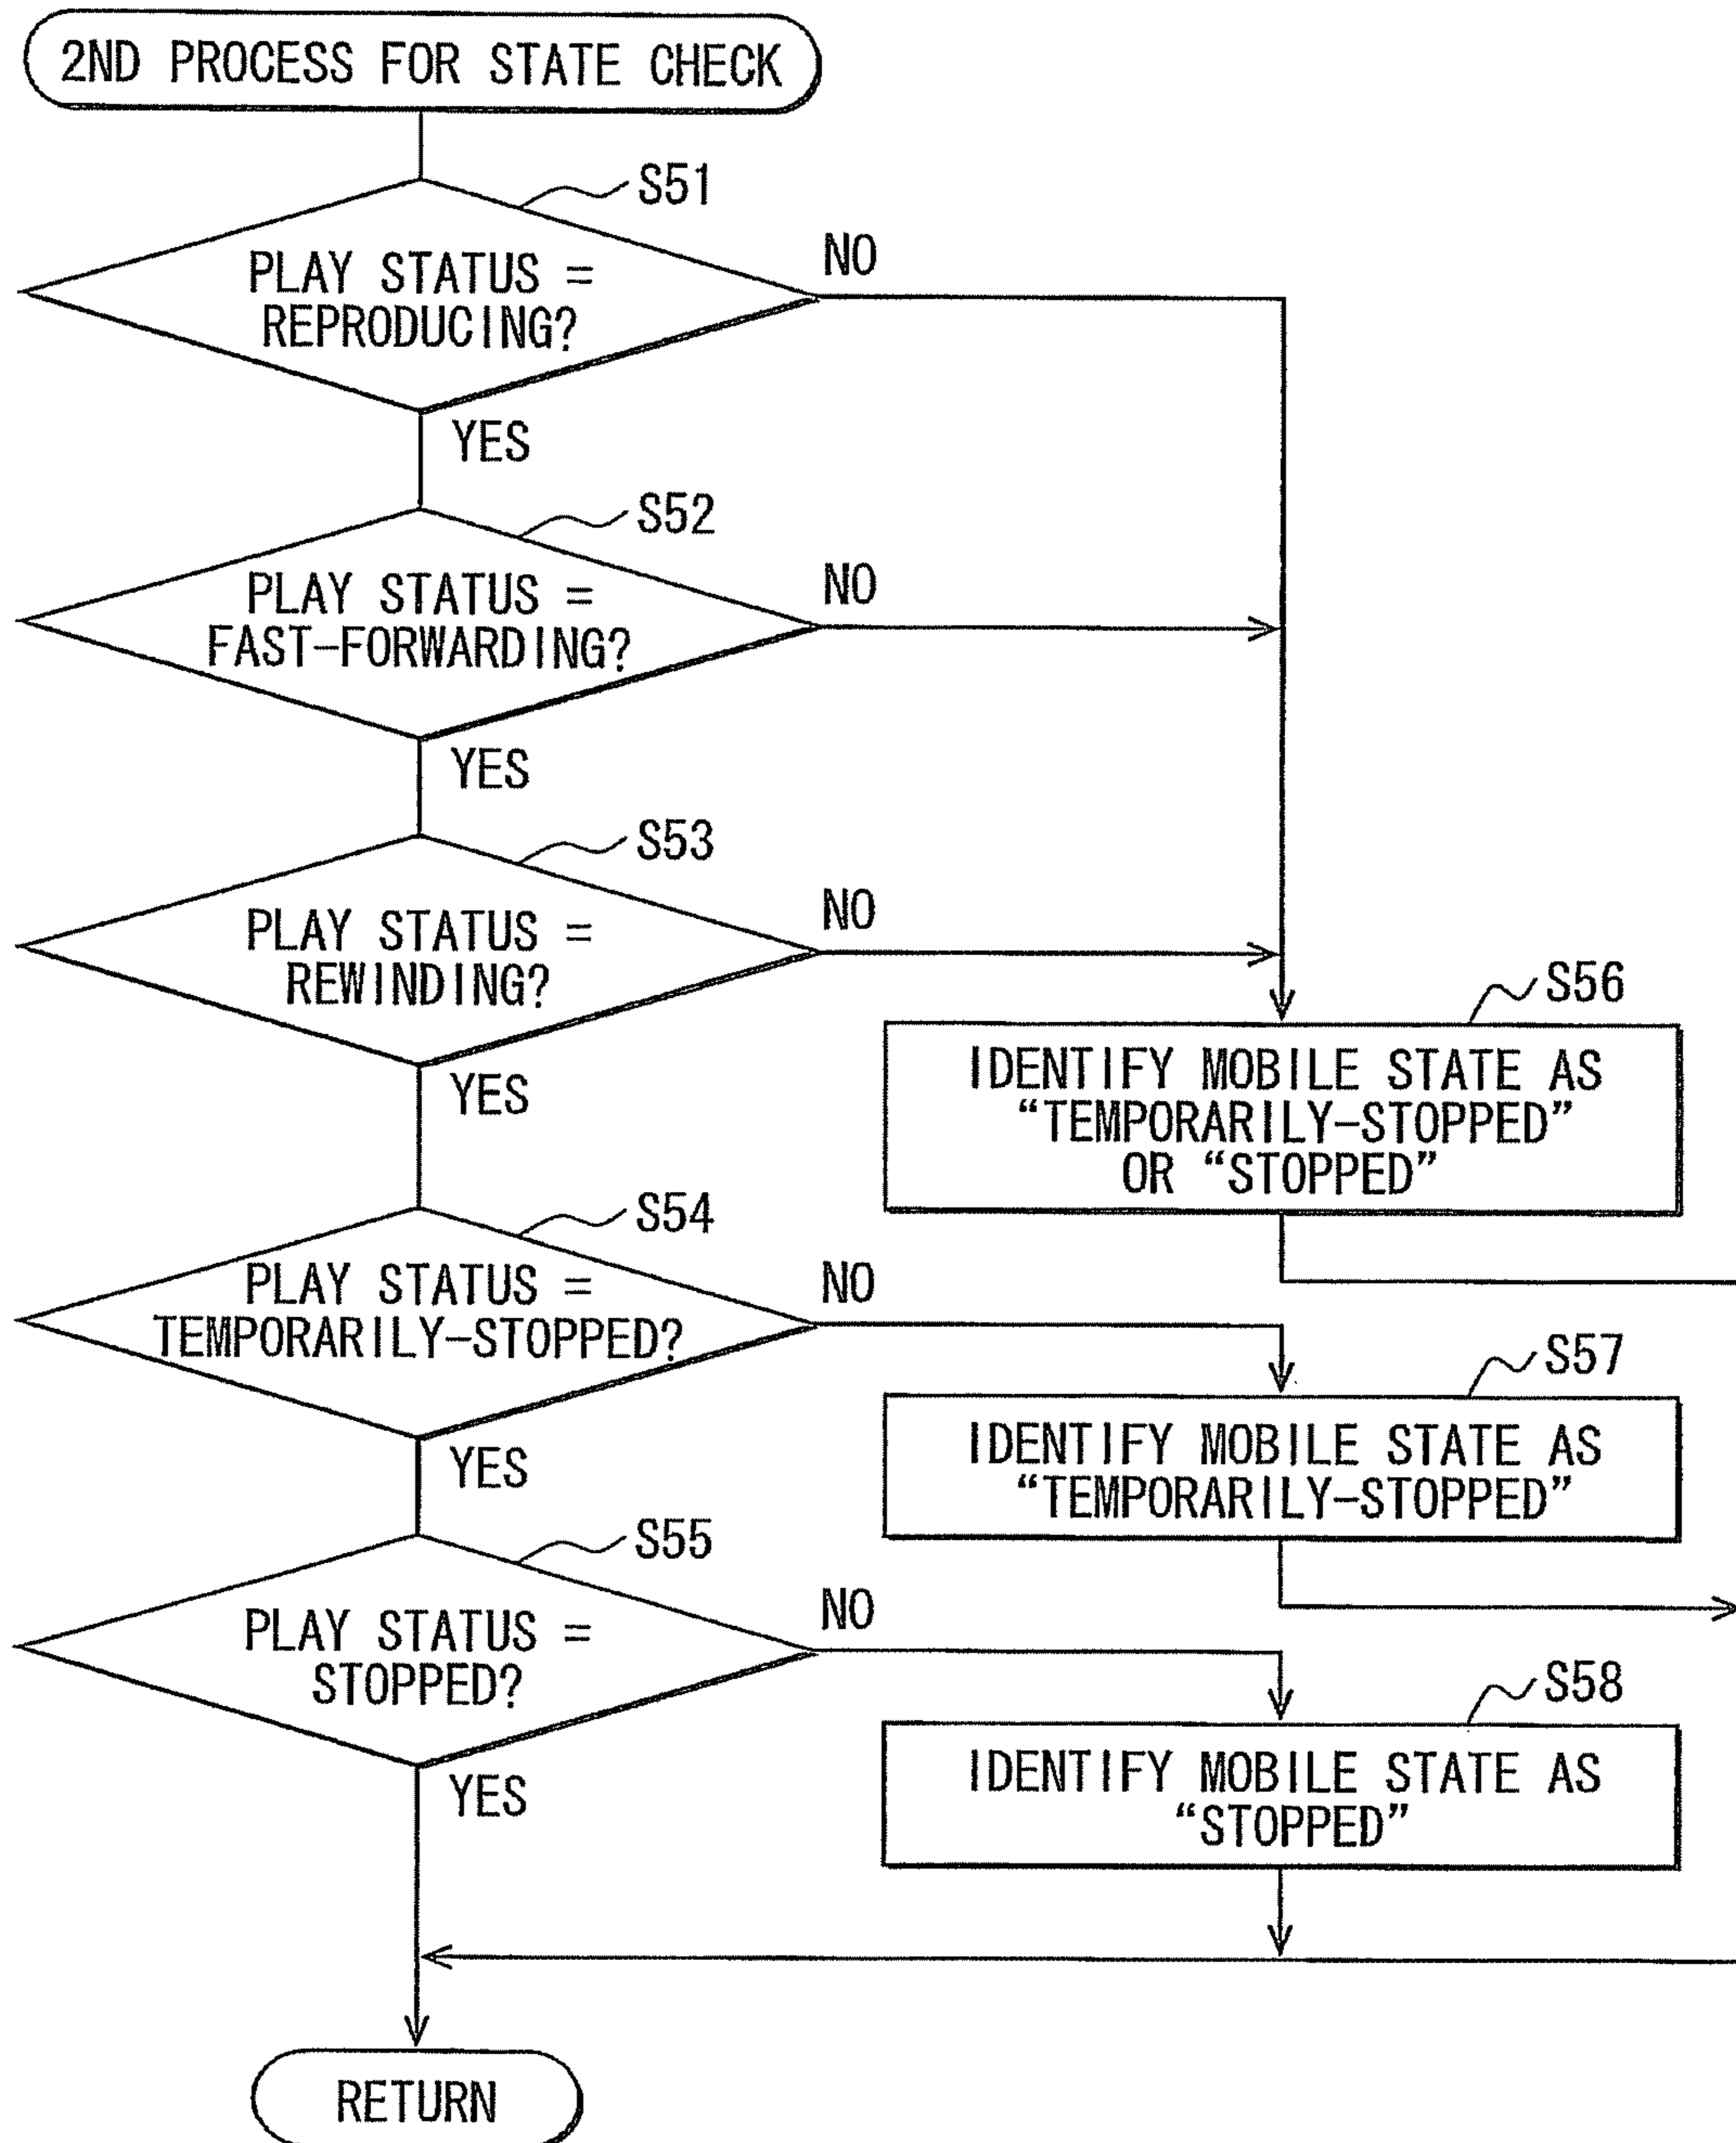 2ND PROCESS FOR STATE CHECK
S51
PLAY STATUS =
REPRODUCING?
NO
YES
S52
PLAY STATUS =
FAST-FORWARDING?
NO
YES
S53
PLAY STATUS =
REWINDING?
NO
YES
S56
IDENTIFY MOBILE STATE AS
“TEMPORARILY-STOPPED”
OR “STOPPED”
S54
PLAY STATUS =
TEMPORARILY-STOPPED?
NO
YES
S57
IDENTIFY MOBILE STATE AS
“TEMPORARILY-STOPPED”
S55
PLAY STATUS =
STOPPED?
NO
YES
S58
IDENTIFY MOBILE STATE AS
“STOPPED”
RETURN